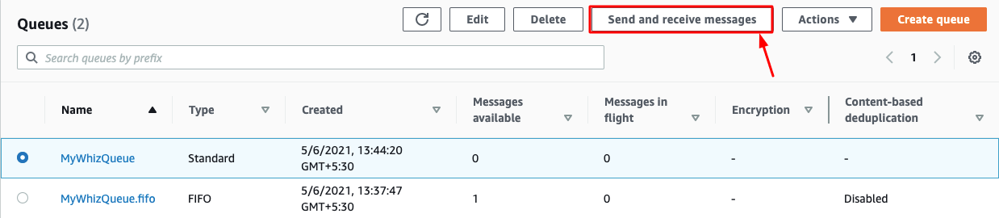 Queues (2)
Edit
Delete
Send and receive messages
Actions
Create queue
Search queues by prefix
1
Name
Type
Created
Messages available
Messages in flight
Encryption
Content-based deduplication
MyWhizQueue
Standard
5/6/2021, 13:44:20 GMT+5:30
0
0
-
-
MyWhizQueue.fifo
FIFO
5/6/2021, 13:37:47 GMT+5:30
1
0
-
Disabled